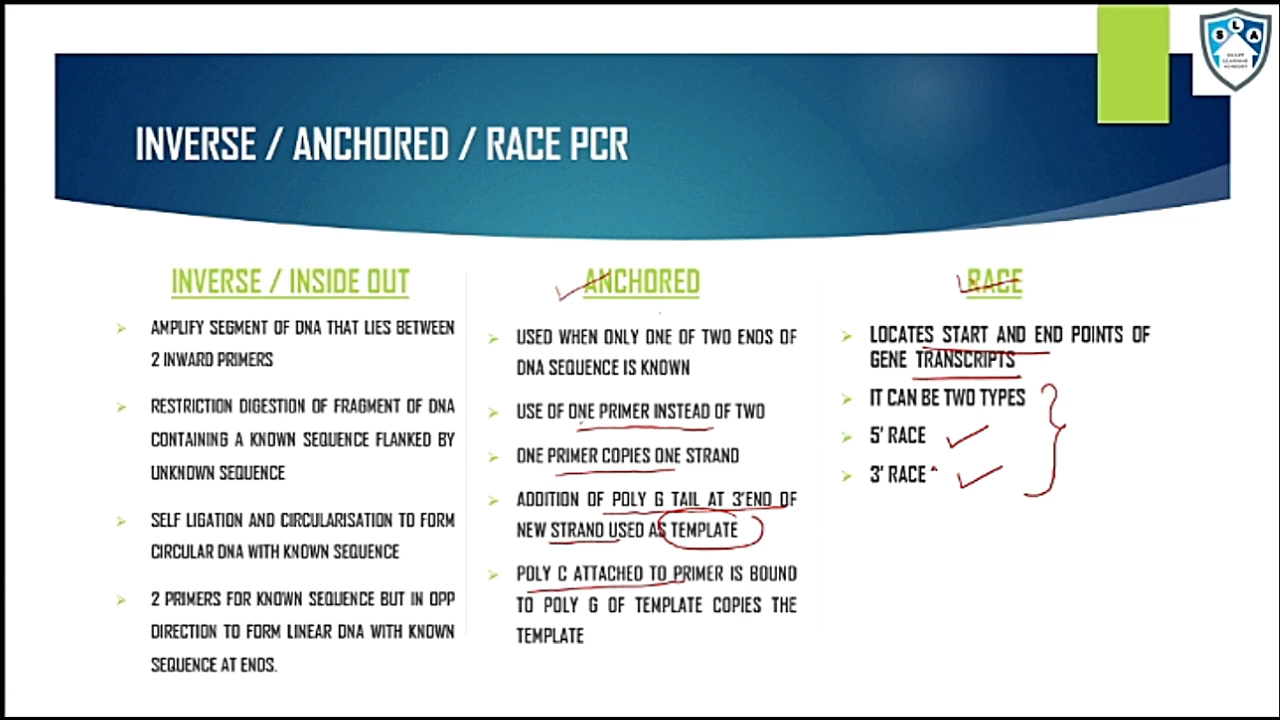 S L A
INVERSE / ANCHORED / RACE PCR
INVERSE / INSIDE OUT
AMPLIFY SEGMENT OF DNA THAT LIES BETWEEN
2 INWARD PRIMERS
RESTRICTION DIGESTION OF FRAGMENT OF DNA
CONTAINING A KNOWN SEQUENCE FLANKED BY
UNKNOWN SEQUENCE
SELF LIGATION AND CIRCULARISATION TO FORM
CIRCULAR DNA WITH KNOWN SEQUENCE
2 PRIMERS FOR KNOWN SEQUENCE BUT IN OPP
DIRECTION TO FORM LINEAR DNA WITH KNOWN
SEQUENCE AT ENDS.
ANCHORED
USED WHEN ONLY ONE OF TWO ENDS OF
DNA SEQUENCE IS KNOWN
USE OF ONE PRIMER INSTEAD OF TWO
ONE PRIMER COPIES ONE STRAND
ADDITION OF POLY G TAIL AT 3'END OF
NEW STRAND USED AS TEMPLATE
POLY C ATTACHED TO PRIMER IS BOUND
TO POLY G OF TEMPLATE COPIES THE
TEMPLATE
RACE
LOCATES START AND END POINTS OF
GENE TRANSCRIPTS
IT CAN BE TWO TYPES
5' RACE
3' RACE